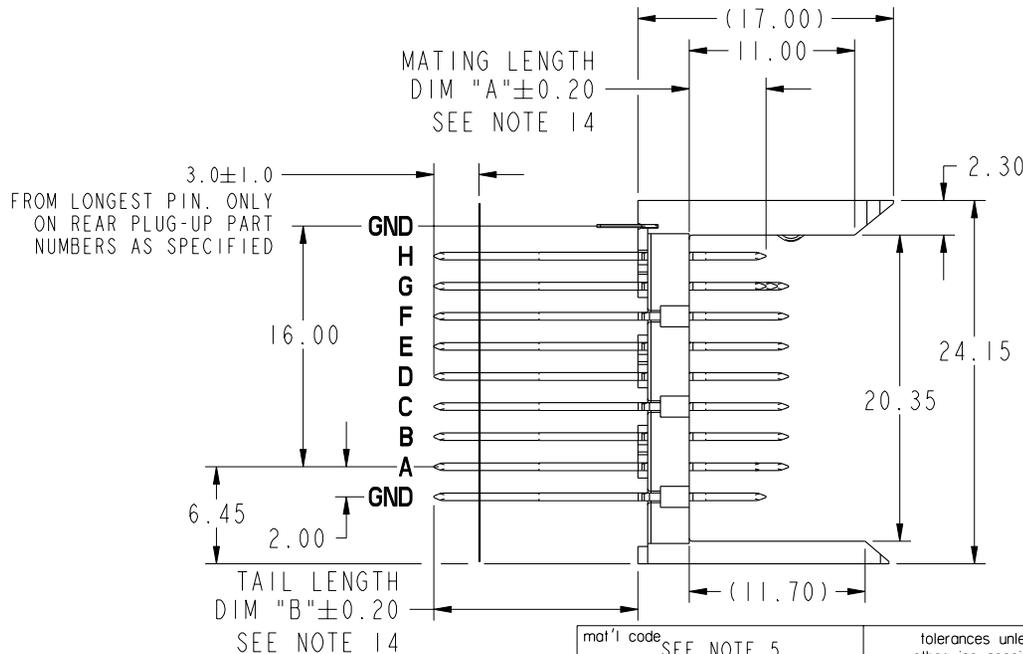 (17.00)
11.00
MATING LENGTH
DIM "A"±0.20
SEE NOTE 14
2.30
3.0±1.0
FROM LONGEST PIN. ONLY
ON REAR PLUG-UP PART
NUMBERS AS SPECIFIED
GND
H
G
F
E
D
C
B
A
GND
16.00
24.15
20.35
6.45
2.00
(11.70)
TAIL LENGTH
DIM "B"±0.20
SEE NOTE 14
mat'l code
SEE NOTE 5
tolerances